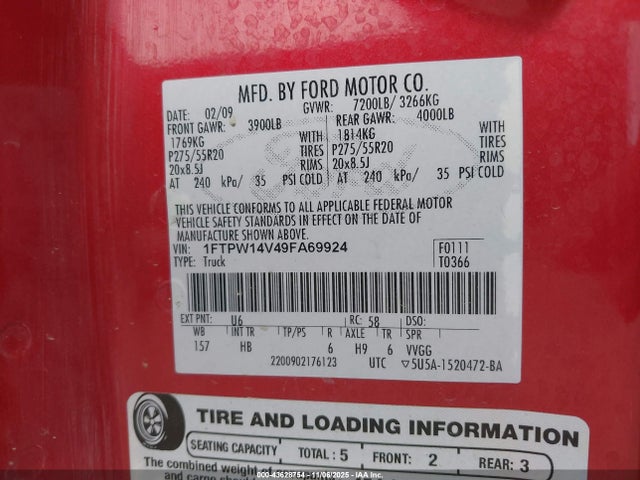 MFD. BY FORD MOTOR CO.
DATE: 02/09 GVWR: 7200LB/ 3266KG
FRONT GAWR: 3900LB REAR GAWR: 4000LB
1769KG WITH 1814KG WITH
P275/55R20 TIRES P275/55R20 TIRES
20x8.5J RIMS 20x8.5J RIMS
AT 240 kPa/ 35 PSI COLD AT 240 kPa/ 35 PSI COLD
THIS VEHICLE CONFORMS TO ALL APPLICABLE FEDERAL MOTOR
VEHICLE SAFETY STANDARDS IN EFFECT ON THE DATE OF
MANUFACTURE SHOWN ABOVE.
VIN: 1FTPW14V49FA69924 F0111
TYPE: Truck T0366
EXT PNT: U6 RC: 58 DSO:
WB INT TR TP/PS R AXLE TR SPR
157 HB 6 H9 6 VVGG
2200902176123 UTC ▽5U5A-1520472-BA
TIRE AND LOADING INFORMATION
SEATING CAPACITY TOTAL: 5 FRONT: 2 REAR: 3
The combined weight of
and cargo
000-43628754 - 11/06/2025 - IAA Inc.